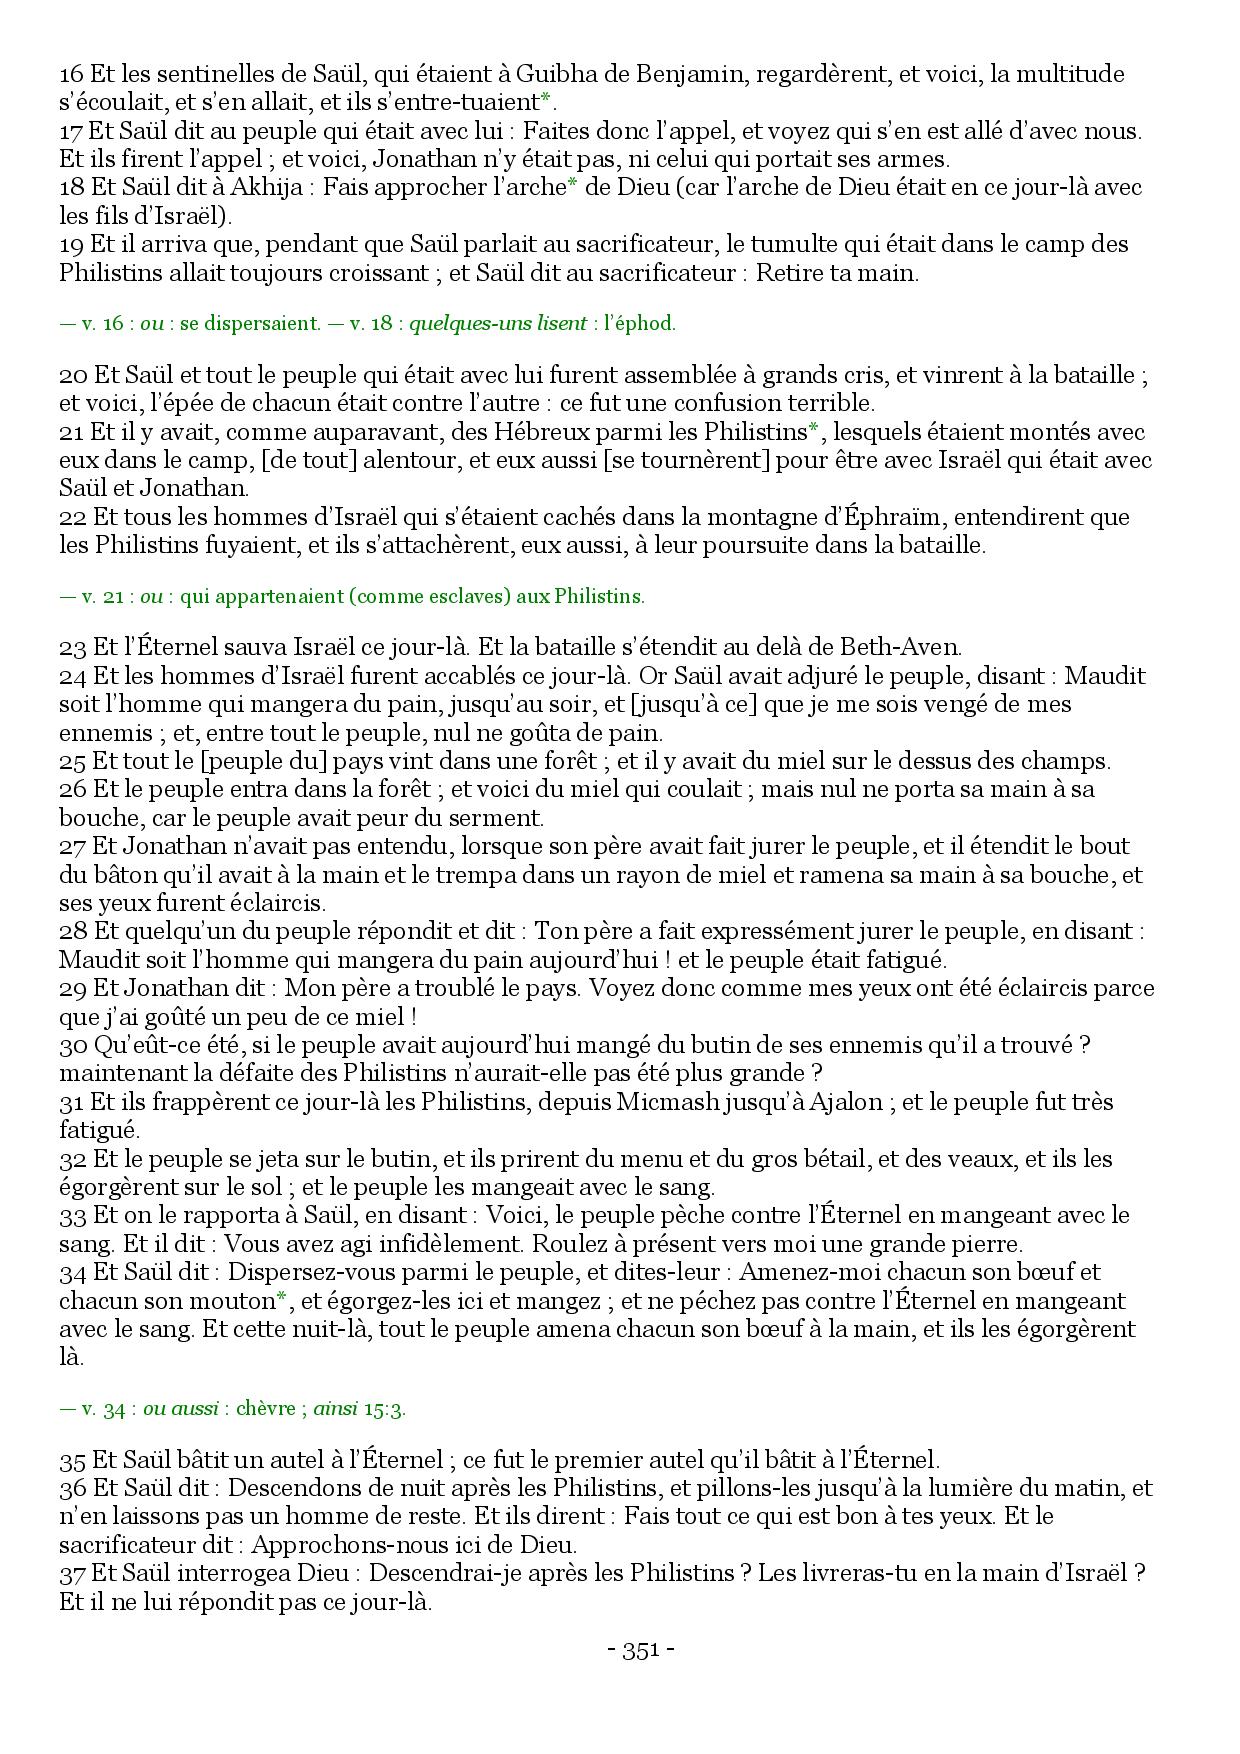 16 Et les sentinelles de Saül, qui étaient à Guibha de Benjamin, regardèrent, et voici, la multitude
s’écoulait, et s’en allait, et ils s’entre-tuaient*.
17 Et Saül dit au peuple qui était avec lui : Faites donc l’appel, et voyez qui s’en est allé d’avec nous.
Et ils firent l’appel ; et voici, Jonathan n’y était pas, ni celui qui portait ses armes.
18 Et Saül dit à Akhija : Fais approcher l’arche* de Dieu (car l’arche de Dieu était en ce jour-là avec
les fils d’Israël).
19 Et il arriva que, pendant que Saül parlait au sacrificateur, le tumulte qui était dans le camp des
Philistins allait toujours croissant ; et Saül dit au sacrificateur : Retire ta main.
— v. 16 : ou : se dispersaient. — v. 18 : quelques-uns lisent : l’éphod.
20 Et Saül et tout le peuple qui était avec lui furent assemblée à grands cris, et vinrent à la bataille ;
et voici, l’épée de chacun était contre l’autre : ce fut une confusion terrible.
21 Et il y avait, comme auparavant, des Hébreux parmi les Philistins*, lesquels étaient montés avec
eux dans le camp, [de tout] alentour, et eux aussi [se tournèrent] pour être avec Israël qui était avec
Saül et Jonathan.
22 Et tous les hommes d’Israël qui s’étaient cachés dans la montagne d’Éphraïm, entendirent que
les Philistins fuyaient, et ils s’attachèrent, eux aussi, à leur poursuite dans la bataille.
— v. 21 : ou : qui appartenaient (comme esclaves) aux Philistins.
23 Et l’Éternel sauva Israël ce jour-là. Et la bataille s’étendit au delà de Beth-Aven.
24 Et les hommes d’Israël furent accablés ce jour-là. Or Saül avait adjuré le peuple, disant : Maudit
soit l’homme qui mangera du pain, jusqu’au soir, et [jusqu’à ce] que je me sois vengé de mes
ennemis ; et, entre tout le peuple, nul ne goûta de pain.
25 Et tout le [peuple du] pays vint dans une forêt ; et il y avait du miel sur le dessus des champs.
26 Et le peuple entra dans la forêt ; et voici du miel qui coulait ; mais nul ne porta sa main à sa
bouche, car le peuple avait peur du serment.
27 Et Jonathan n’avait pas entendu, lorsque son père avait fait jurer le peuple, et il étendit le bout
du bâton qu’il avait à la main et le trempa dans un rayon de miel et ramena sa main à sa bouche, et
ses yeux furent éclaircis.
28 Et quelqu’un du peuple répondit et dit : Ton père a fait expressément jurer le peuple, en disant :
Maudit soit l’homme qui mangera du pain aujourd’hui ! et le peuple était fatigué.
29 Et Jonathan dit : Mon père a troublé le pays. Voyez donc comme mes yeux ont été éclaircis parce
que j’ai goûté un peu de ce miel !
30 Qu’eût-ce été, si le peuple avait aujourd’hui mangé du butin de ses ennemis qu’il a trouvé ?
maintenant la défaite des Philistins n’aurait-elle pas été plus grande ?
31 Et ils frappèrent ce jour-là les Philistins, depuis Micmash jusqu’à Ajalon ; et le peuple fut très
fatigué.
32 Et le peuple se jeta sur le butin, et ils prirent du menu et du gros bétail, et des veaux, et ils les
égorgèrent sur le sol ; et le peuple les mangeait avec le sang.
33 Et on le rapporta à Saül, en disant : Voici, le peuple pèche contre l’Éternel en mangeant avec le
sang. Et il dit : Vous avez agi infidèlement. Roulez à présent vers moi une grande pierre.
34 Et Saül dit : Dispersez-vous parmi le peuple, et dites-leur : Amenez-moi chacun son bœuf et
chacun son mouton*, et égorgez-les ici et mangez ; et ne péchez pas contre l’Éternel en mangeant
avec le sang. Et cette nuit-là, tout le peuple amena chacun son bœuf à la main, et ils les égorgèrent
là.
— v. 34 : ou aussi : chèvre ; ainsi 15:3.
35 Et Saül bâtit un autel à l’Éternel ; ce fut le premier autel qu’il bâtit à l’Éternel.
36 Et Saül dit : Descendons de nuit après les Philistins, et pillons-les jusqu’à la lumière du matin, et
n’en laissons pas un homme de reste. Et ils dirent : Fais tout ce qui est bon à tes yeux. Et le
sacrificateur dit : Approchons-nous ici de Dieu.
37 Et Saül interrogea Dieu : Descendrai-je après les Philistins ? Les livreras-tu en la main d’Israël ?
Et il ne lui répondit pas ce jour-là.
- 351 -